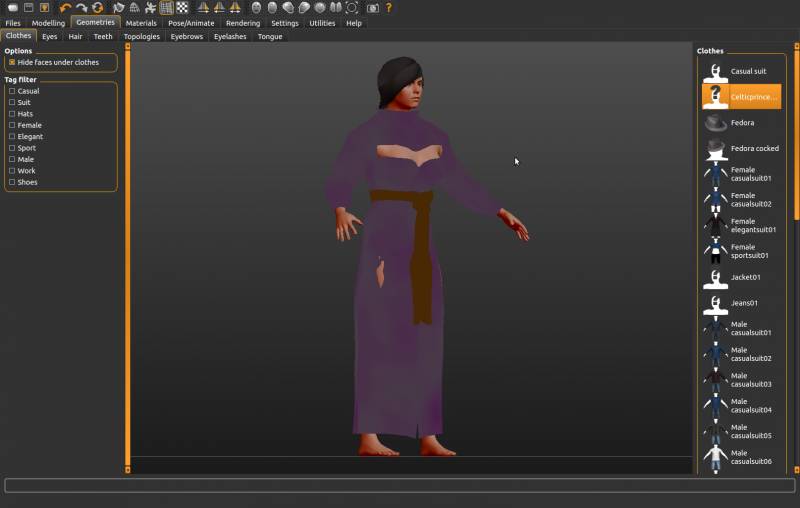 Files Modelling Geometries Materials Pose/Animate Rendering Settings Utilities Help
Clothes Eyes Hair Teeth Topologies Eyebrows Eyelashes Tongue
Options
Hide faces under clothes
Tag filter
Casual
Suit
Hats
Female
Elegant
Sport
Male
Work
Shoes
Clothes
Casual suit
Celticprince...
Fedora
Fedora cocked
Female
casualsuit01
Female
casualsuit02
Female
elegantsuit01
Female
sportsuit01
Jacket01
Jeans01
Male
casualsuit01
Male
casualsuit02
Male
casualsuit03
Male
casualsuit04
Male
casualsuit05
Male
casualsuit06